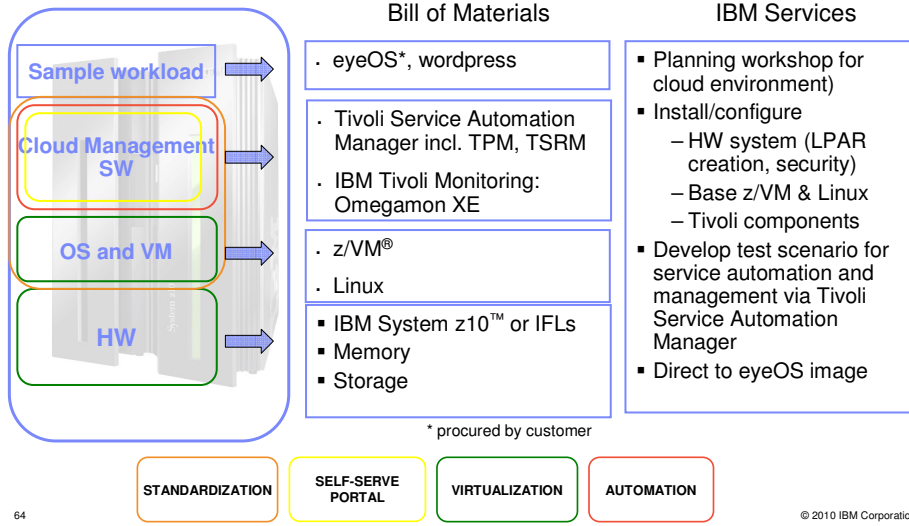 Bill of Materials
IBM Services
Sample workload
Cloud Management
SW
OS and VM
HW
System z
· eyeOS*, wordpress
· Tivoli Service Automation
Manager incl. TPM, TSRM
· IBM Tivoli Monitoring:
Omegamon XE
· z/VM®
· Linux
▪ IBM System z10™ or IFLs
▪ Memory
▪ Storage
* procured by customer
▪ Planning workshop for
cloud environment)
▪ Install/configure
– HW system (LPAR
creation, security)
– Base z/VM & Linux
– Tivoli components
▪ Develop test scenario for
service automation and
management via Tivoli
Service Automation
Manager
▪ Direct to eyeOS image
STANDARDIZATION
SELF-SERVE
PORTAL
VIRTUALIZATION
AUTOMATION
64
© 2010 IBM Corporatio